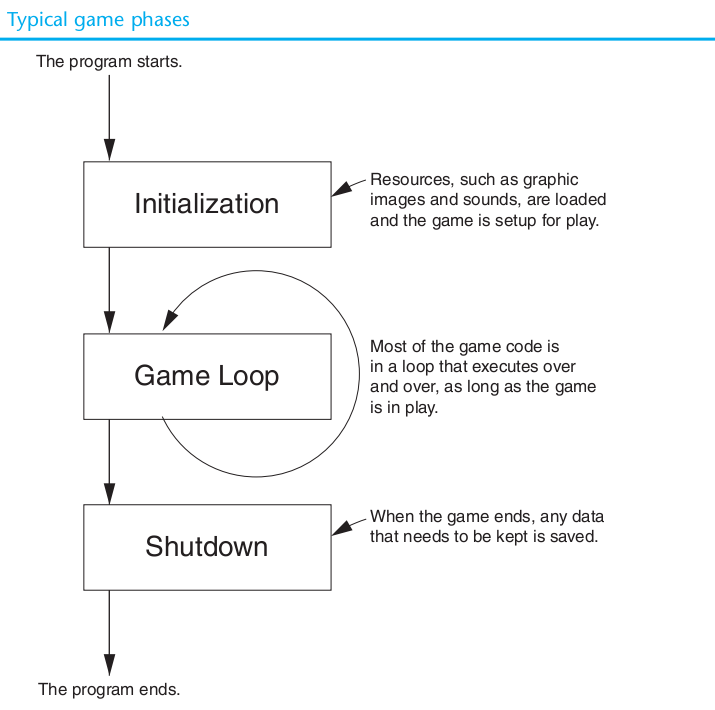 Typical game phases
The program starts.
Initialization
Resources, such as graphic
images and sounds, are loaded
and the game is setup for play.
Game Loop
Most of the game code is
in a loop that executes over
and over, as long as the game
is in play.
Shutdown
When the game ends, any data
that needs to be kept is saved.
The program ends.